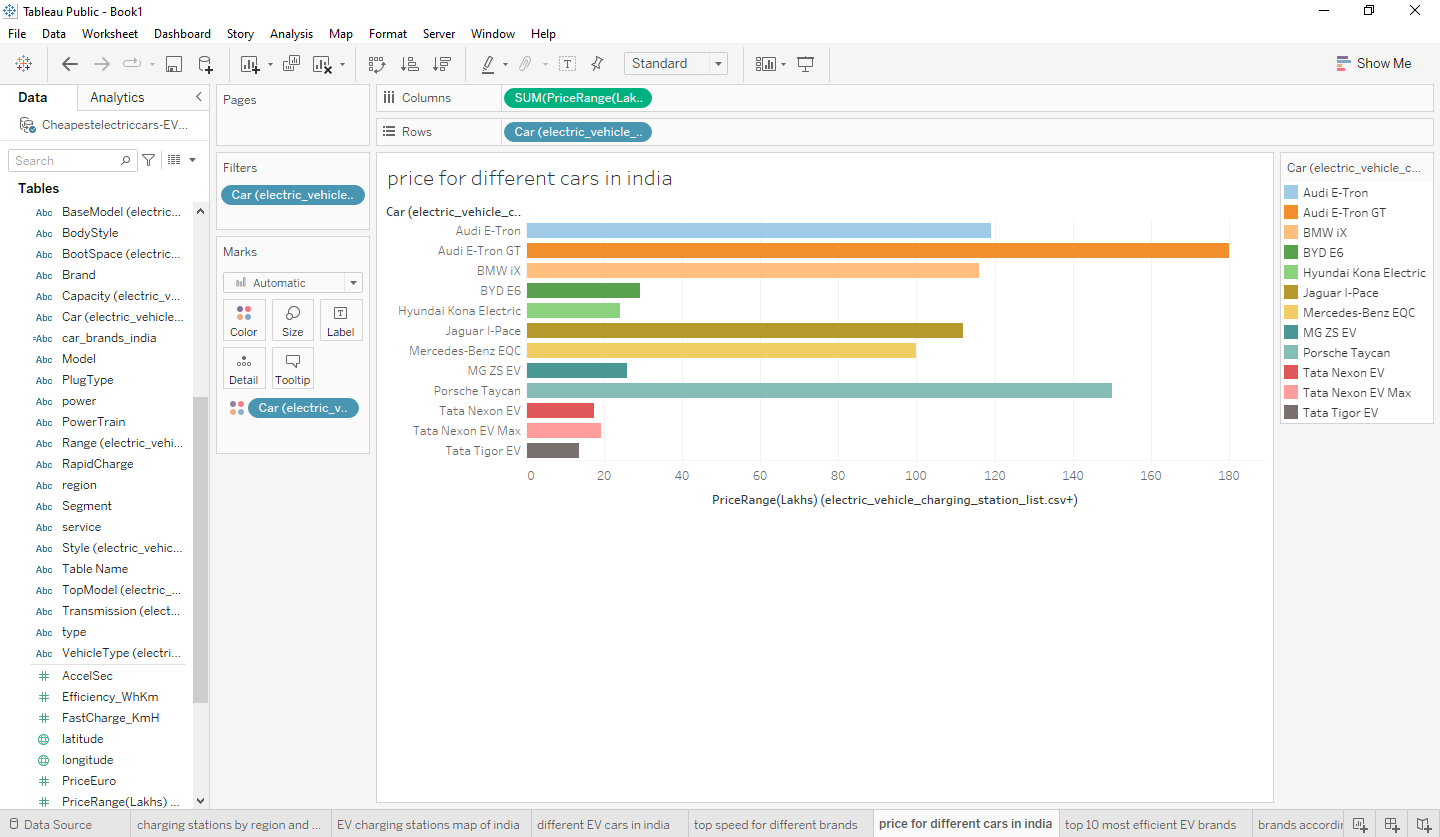 Tableau Public - Book1
File Data Worksheet Dashboard Story Analysis Map Format Server Window Help
Standard
Show Me
Data Analytics
Cheapestelectriccars-EV...
Search
Tables
Abc BaseModel (electric...
Abc BodyStyle
Abc BootSpace (electric...
Abc Brand
Abc Capacity (electric_v...
Abc Car (electric_vehicle...
=Abc car_brands_india
Abc Model
Abc PlugType
Abc power
Abc PowerTrain
Abc Range (electric_vehi...
Abc RapidCharge
Abc region
Abc Segment
Abc service
Abc Style (electric_vehic...
Abc Table Name
Abc TopModel (electric_...
Abc Transmission (elect...
Abc type
Abc VehicleType (electri...
AccelSec
Efficiency_WhKm
FastCharge_KmH
latitude
longitude
PriceEuro
PriceRange(Lakhs) ...
Pages
Filters
Car (electric_vehicle..
Marks
Automatic
Color Size Label
Detail Tooltip
Car (electric_v..
Columns SUM(PriceRange(Lak..
Rows Car (electric_vehicle_..
price for different cars in india
Car (electric_vehicle_c..
Audi E-Tron
Audi E-Tron GT
BMW iX
BYD E6
Hyundai Kona Electric
Jaguar I-Pace
Mercedes-Benz EQC
MG ZS EV
Porsche Taycan
Tata Nexon EV
Tata Nexon EV Max
Tata Tigor EV
0 20 40 60 80 100 120 140 160 180
PriceRange(Lakhs) (electric_vehicle_charging_station_list.csv+)
Car (electric_vehicle_c...
Audi E-Tron
Audi E-Tron GT
BMW iX
BYD E6
Hyundai Kona Electric
Jaguar I-Pace
Mercedes-Benz EQC
MG ZS EV
Porsche Taycan
Tata Nexon EV
Tata Nexon EV Max
Tata Tigor EV
Data Source charging stations by region and ... EV charging stations map of india different EV cars in india top speed for different brands price for different cars in india top 10 most efficient EV brands brands accordin